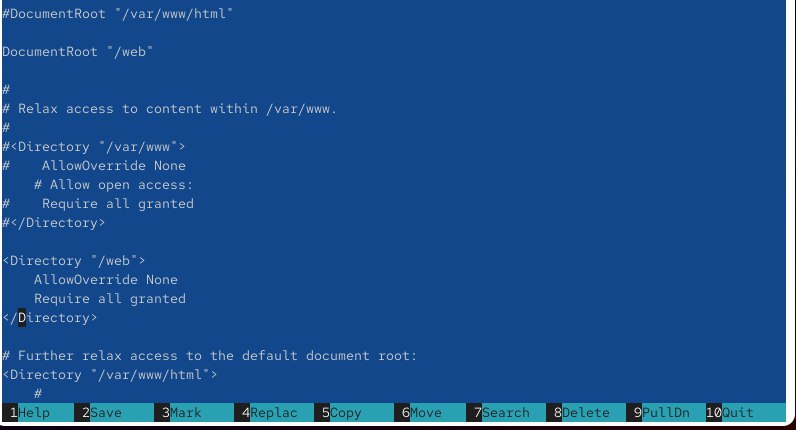 #DocumentRoot "/var/www/html"
DocumentRoot "/web"
#
# Relax access to content within /var/www.
#
#<Directory "/var/www">
#    AllowOverride None
    # Allow open access:
#    Require all granted
#</Directory>
<Directory "/web">
    AllowOverride None
    Require all granted
</Directory>
# Further relax access to the default document root:
<Directory "/var/www/html">
    #
1Help 2Save 3Mark 4Replac 5Copy 6Move 7Search 8Delete 9PullDn 10Quit